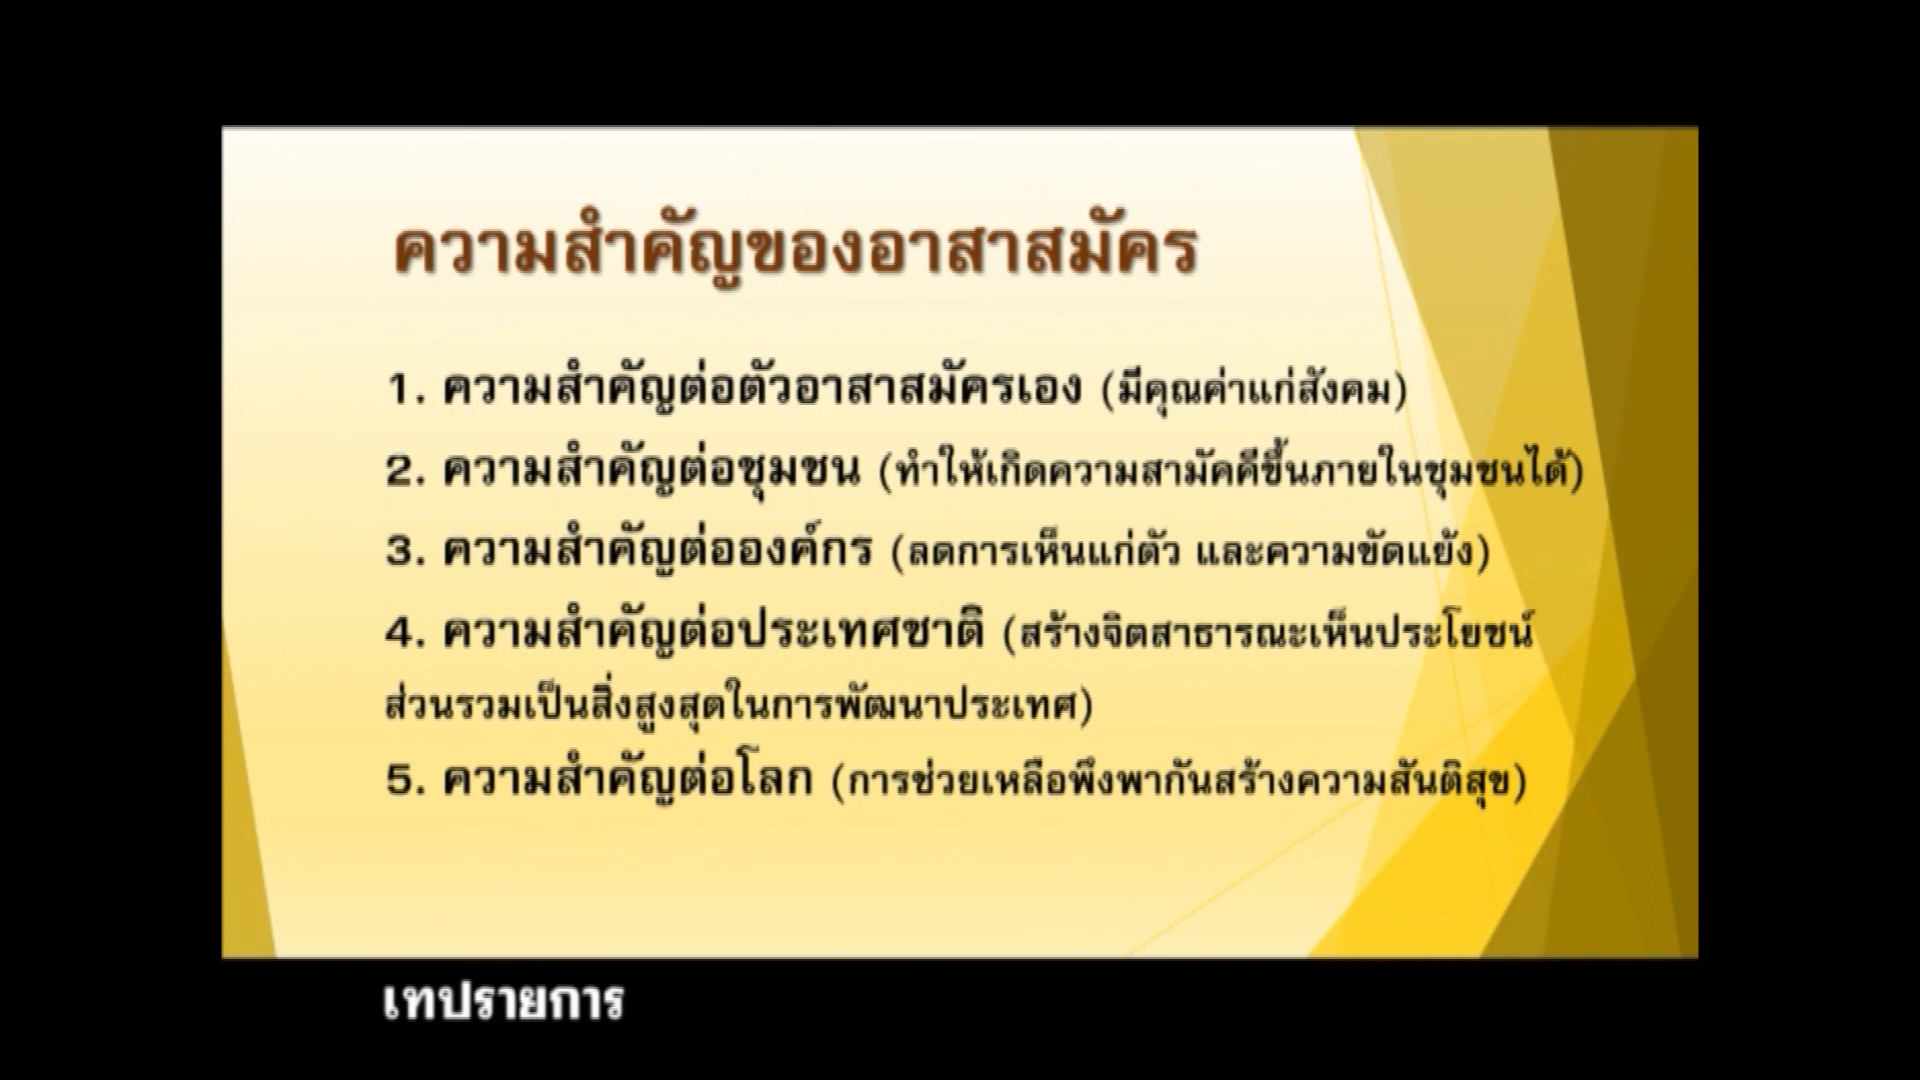 ความสำคัญของอาสาสมัคร
1. ความสำคัญต่อตัวอาสาสมัครเอง (มีคุณค่าแก่สังคม)
2. ความสำคัญต่อชุมชน (ทำให้เกิดความสามัคคีขึ้นภายในชุมชนได้)
3. ความสำคัญต่อองค์กร (ลดการเห็นแก่ตัว และความขัดแย้ง)
4. ความสำคัญต่อประเทศชาติ (สร้างจิตสาธารณะเห็นประโยชน์
ส่วนรวมเป็นสิ่งสูงสุดในการพัฒนาประเทศ)
5. ความสำคัญต่อโลก (การช่วยเหลือพึงพากันสร้างความสันติสุข)
เทปรายการ